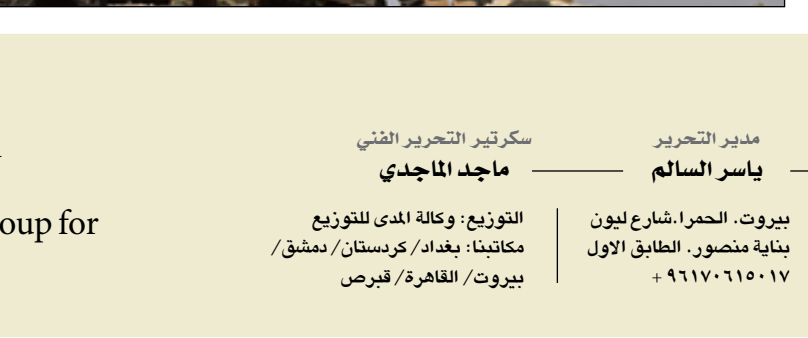 مدير التحرير
ياسر السالم
سكرتير التحرير الفني
ماجد الماجدي
بيروت. الحمرا.شارع ليون
بناية منصور. الطابق الاول
+ ٩٦١٧٠٦١٥٠١٧
التوزيع: وكالة المدى للتوزيع
مكاتبنا: بغداد/ كردستان/ دمشق/
بيروت/ القاهرة/ قبرص
oup for